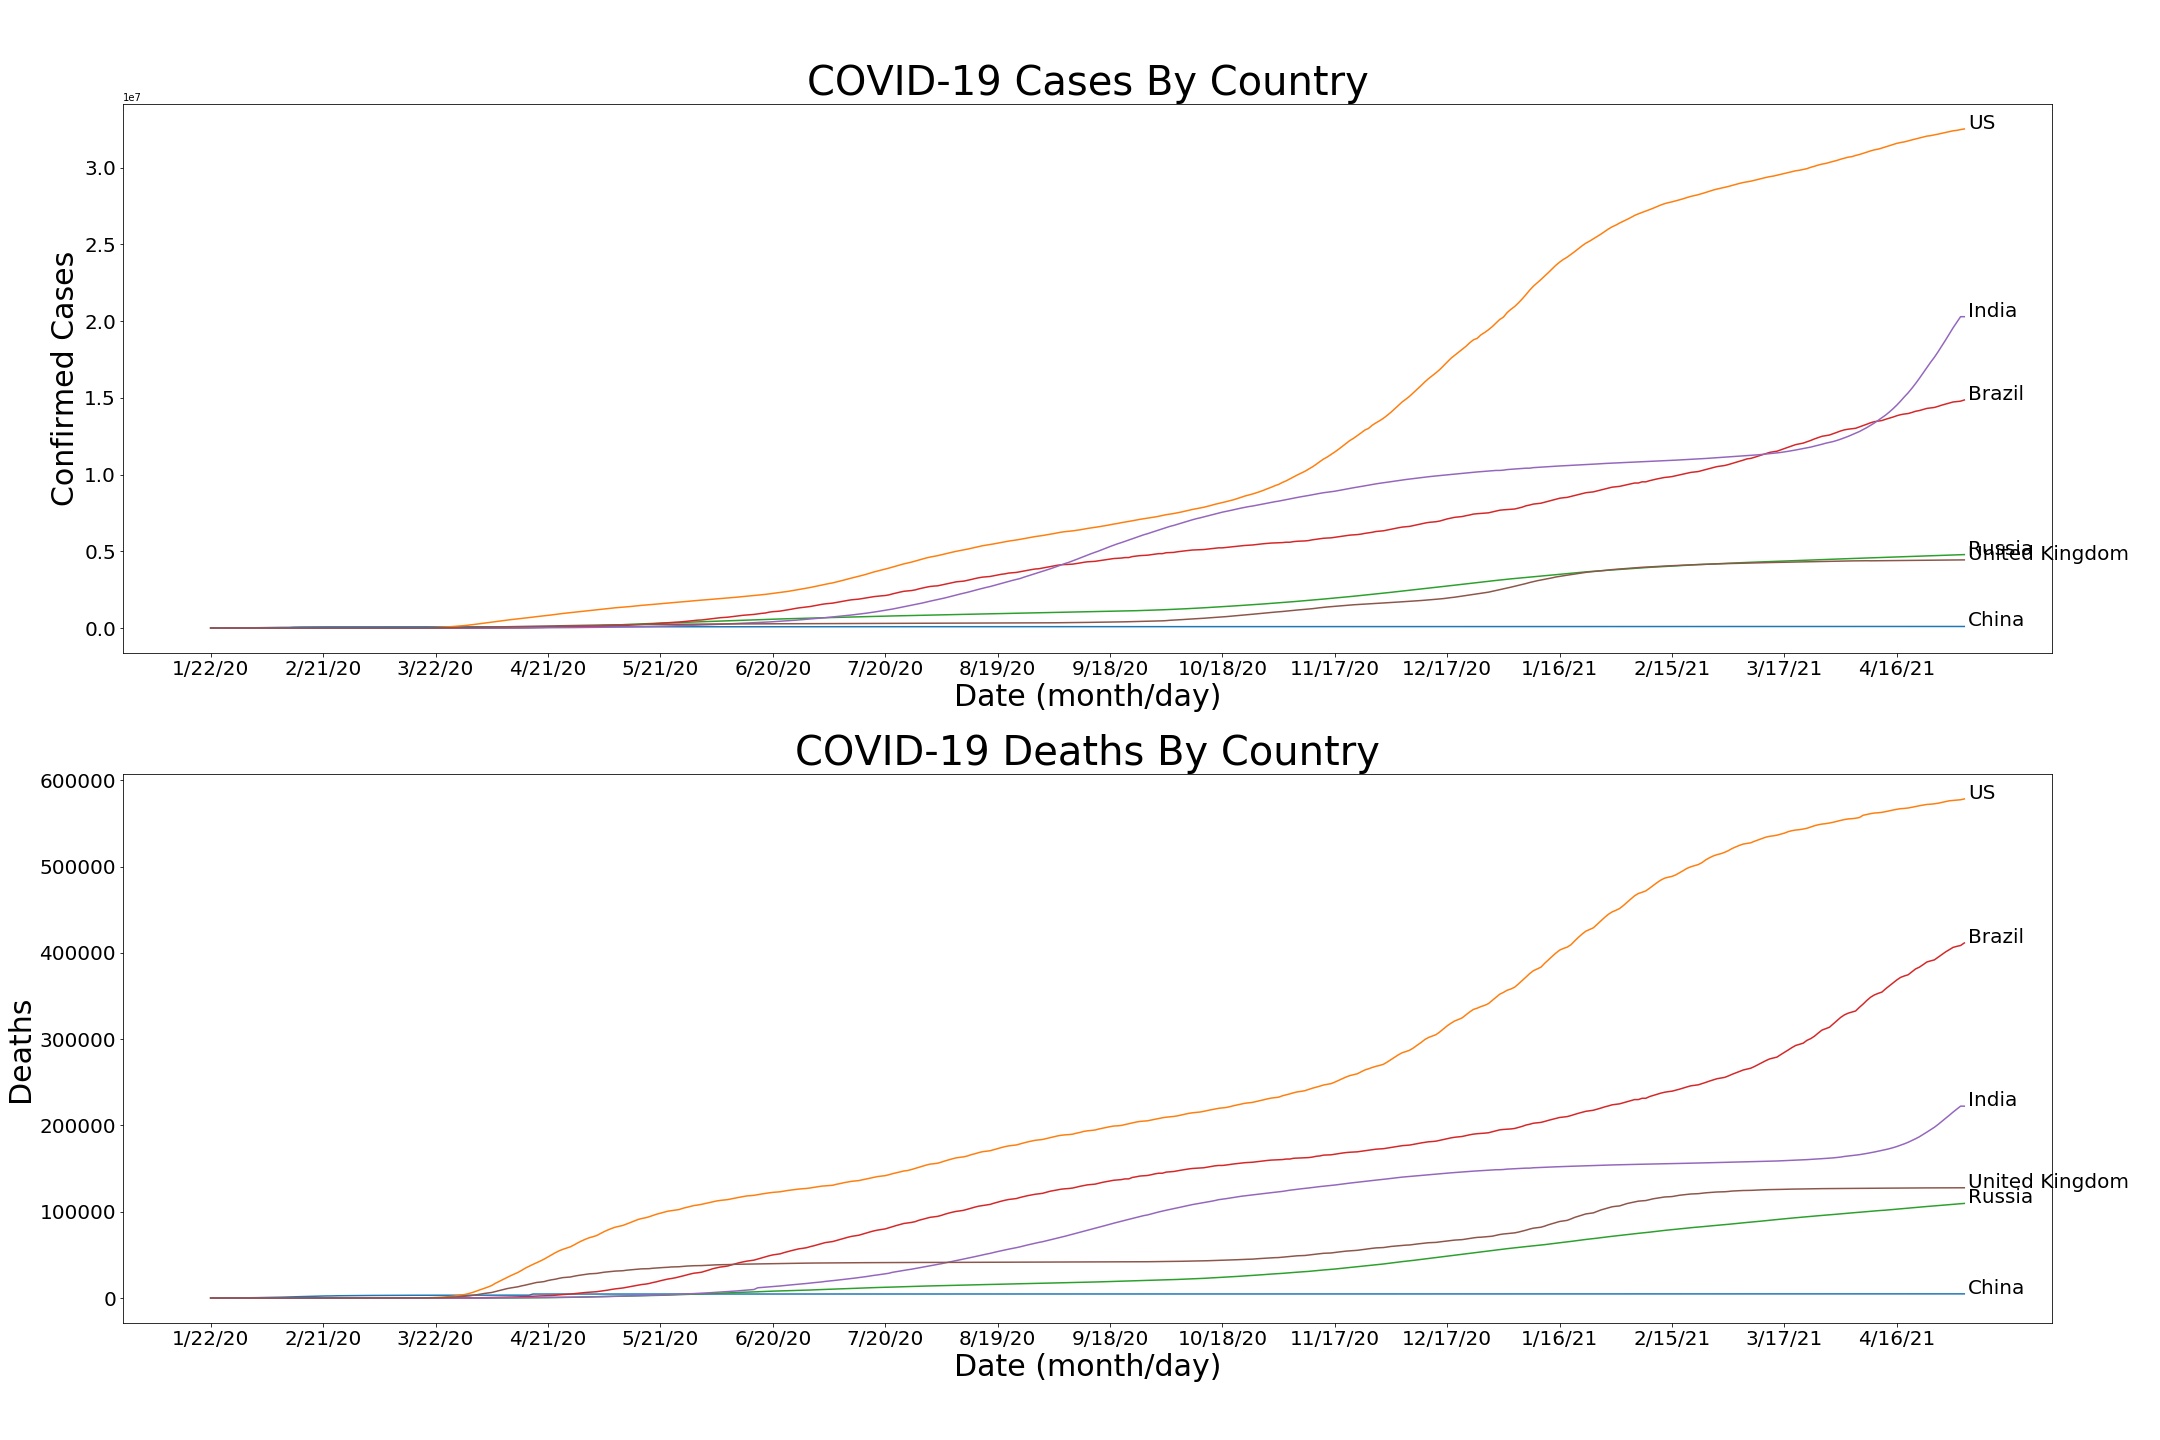 COVID-19 Cases By Country
1e7
3.0
2.5
2.0
1.5
1.0
0.5
0.0
Confirmed Cases
US
India
Brazil
Russia
United Kingdom
China
1/22/20 2/21/20 3/22/20 4/21/20 5/21/20 6/20/20 7/20/20 8/19/20 9/18/20 10/18/20 11/17/20 12/17/20 1/16/21 2/15/21 3/17/21 4/16/21
Date (month/day)
COVID-19 Deaths By Country
600000
500000
400000
300000
200000
100000
0
Deaths
US
Brazil
India
United Kingdom
Russia
China
1/22/20 2/21/20 3/22/20 4/21/20 5/21/20 6/20/20 7/20/20 8/19/20 9/18/20 10/18/20 11/17/20 12/17/20 1/16/21 2/15/21 3/17/21 4/16/21
Date (month/day)